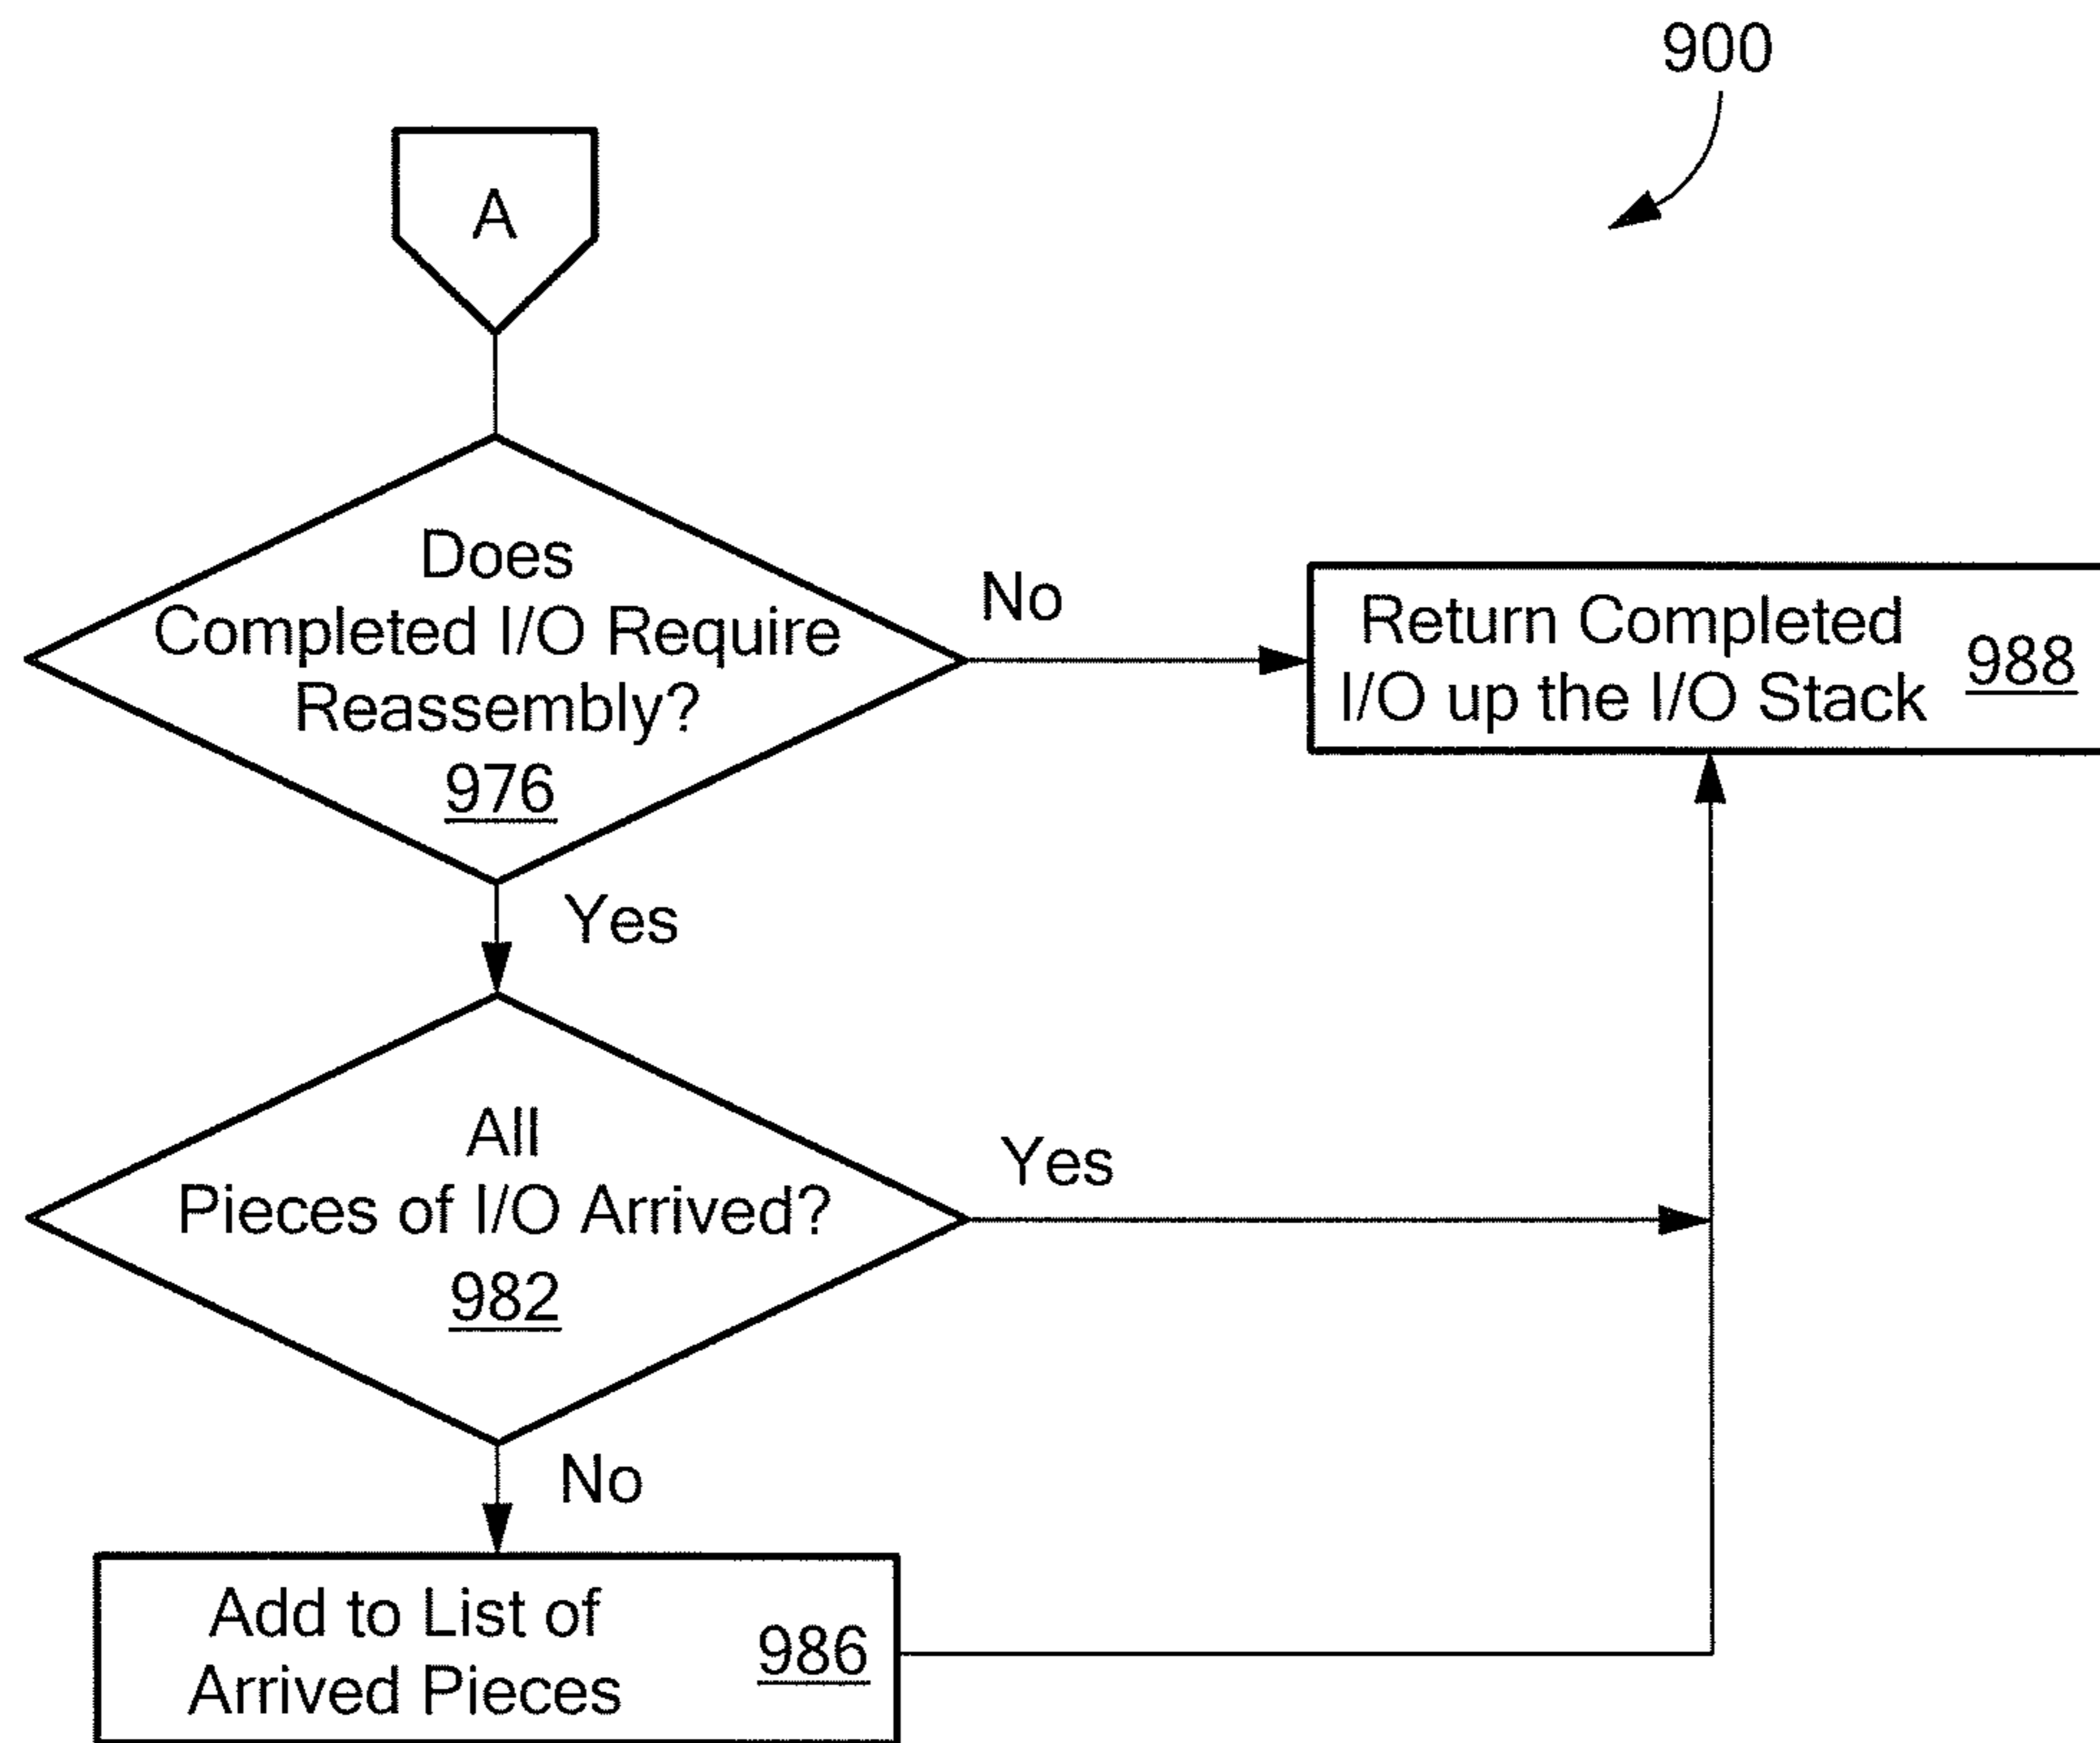 900
A
Does
Completed I/O Require
Reassembly?
976
No
Return Completed
I/O up the I/O Stack
988
Yes
All
Pieces of I/O Arrived?
982
Yes
No
Add to List of
Arrived Pieces
986